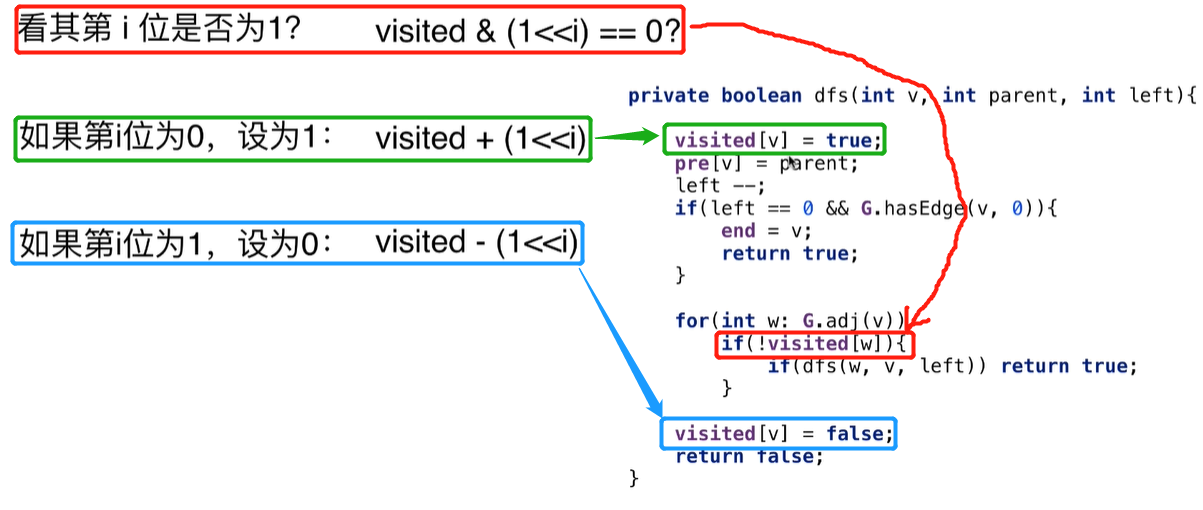 看其第 i 位是否为1?    visited & (1<<i) == 0?
如果第i位为0，设为1：    visited + (1<<i)
如果第i位为1，设为0：    visited - (1<<i)
private boolean dfs(int v, int parent, int left){
    visited[v] = true;
    pre[v] = parent;
    left --;
    if(left == 0 && G.hasEdge(v, 0)){
        end = v;
        return true;
    }
    for(int w: G.adj(v))
        if(!visited[w]){
            if(dfs(w, v, left)) return true;
        }
    visited[v] = false;
    return false;
}